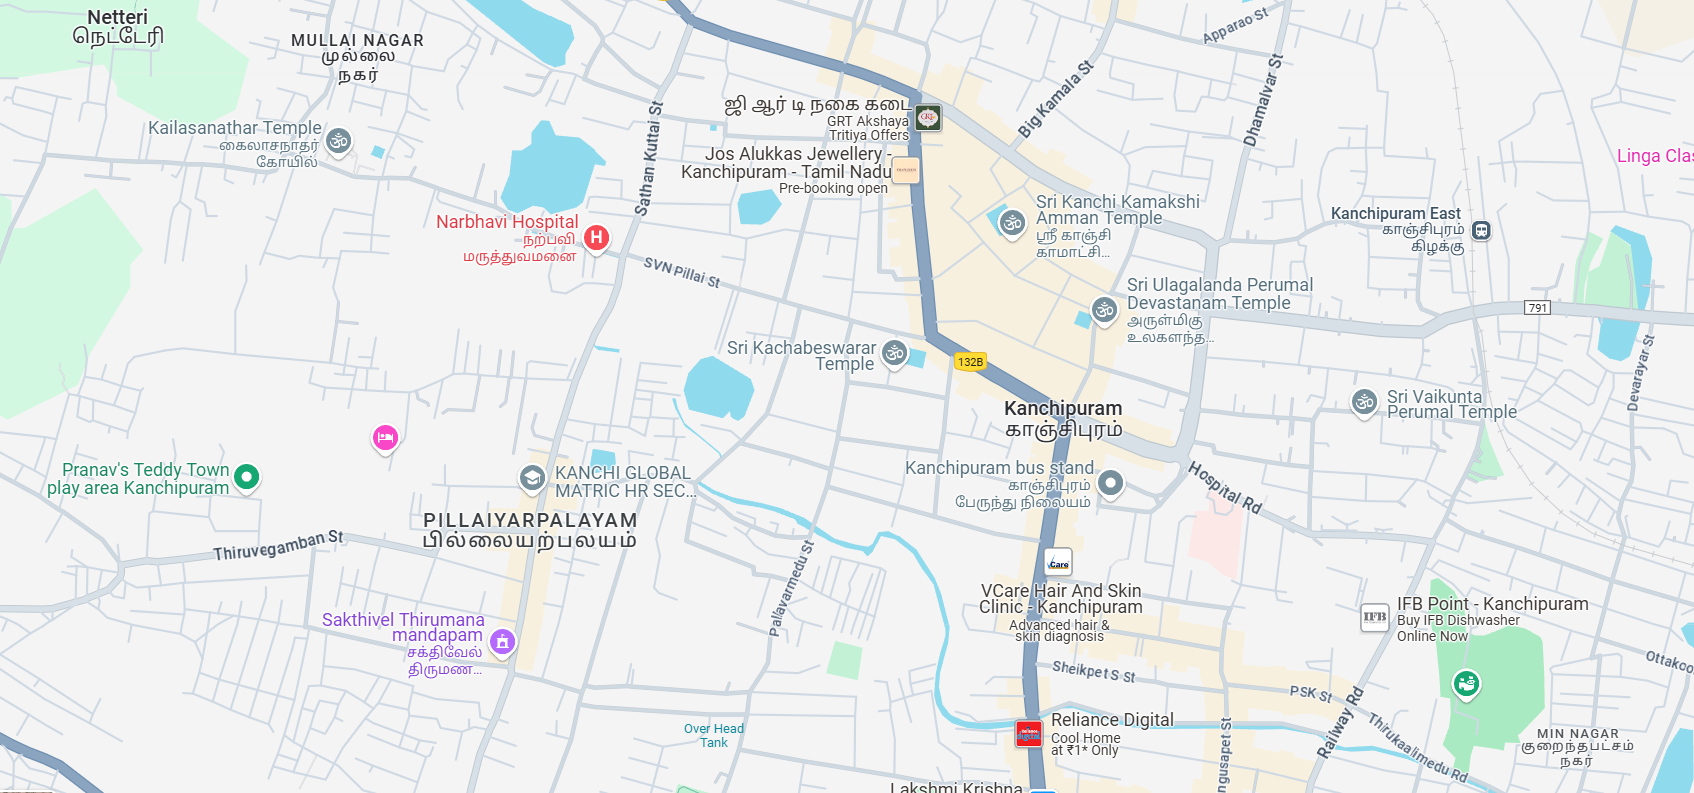 Netteri
நெட்டேரி
MULLAI NAGAR
முல்லை
நகர்
Apparao St
Big Kamala St
Dhamalvar St
Sathan Kuttai St
ஜி ஆர் டி நகை கடை
GRT Akshaya
Tritiya Offers
GRT
Kailasanathar Temple
கைலாசநாதர்
கோயில்
Jos Alukkas Jewellery -
Kanchipuram - Tamil Nadu
Pre-booking open
Linga Clas
Sri Kanchi Kamakshi
Amman Temple
ஸ்ரீ காஞ்சி
காமாட்சி...
Kanchipuram East
காஞ்சிபுரம்
கிழக்கு
Narbhavi Hospital
நற்பவி
மருத்துவமனை
H
SVN Pillai St
Sri Ulagalanda Perumal
Devastanam Temple
அருள்மிகு
உலகளந்த...
791
Sri Kachabeswarar
Temple
132B
Devarayar St
Kanchipuram
காஞ்சிபுரம்
Sri Vaikunta
Perumal Temple
Pranav's Teddy Town
play area Kanchipuram
KANCHI GLOBAL
MATRIC HR SEC...
Kanchipuram bus stand
காஞ்சிபுரம்
பேருந்து நிலையம்
Hospital Rd
PILLAIYARPALAYAM
பிள்ளையற்பலயம்
Thiruvegamban St
Pallavarmedu St
VCare
VCare Hair And Skin
Clinic - Kanchipuram
Advanced hair &
skin diagnosis
IFB
IFB Point - Kanchipuram
Buy IFB Dishwasher
Online Now
Sakthivel Thirumana
mandapam
சக்திவேல்
திருமண...
Sheikpet S St
PSK St
Ottakoo
Railway Rd
Thirukaalimedu Rd
ngusapet St
Over Head
Tank
Reliance Digital
Cool Home
at ₹1* Only
MIN NAGAR
குறைந்தபட்சம்
நகர்
Lakshmi Krishna